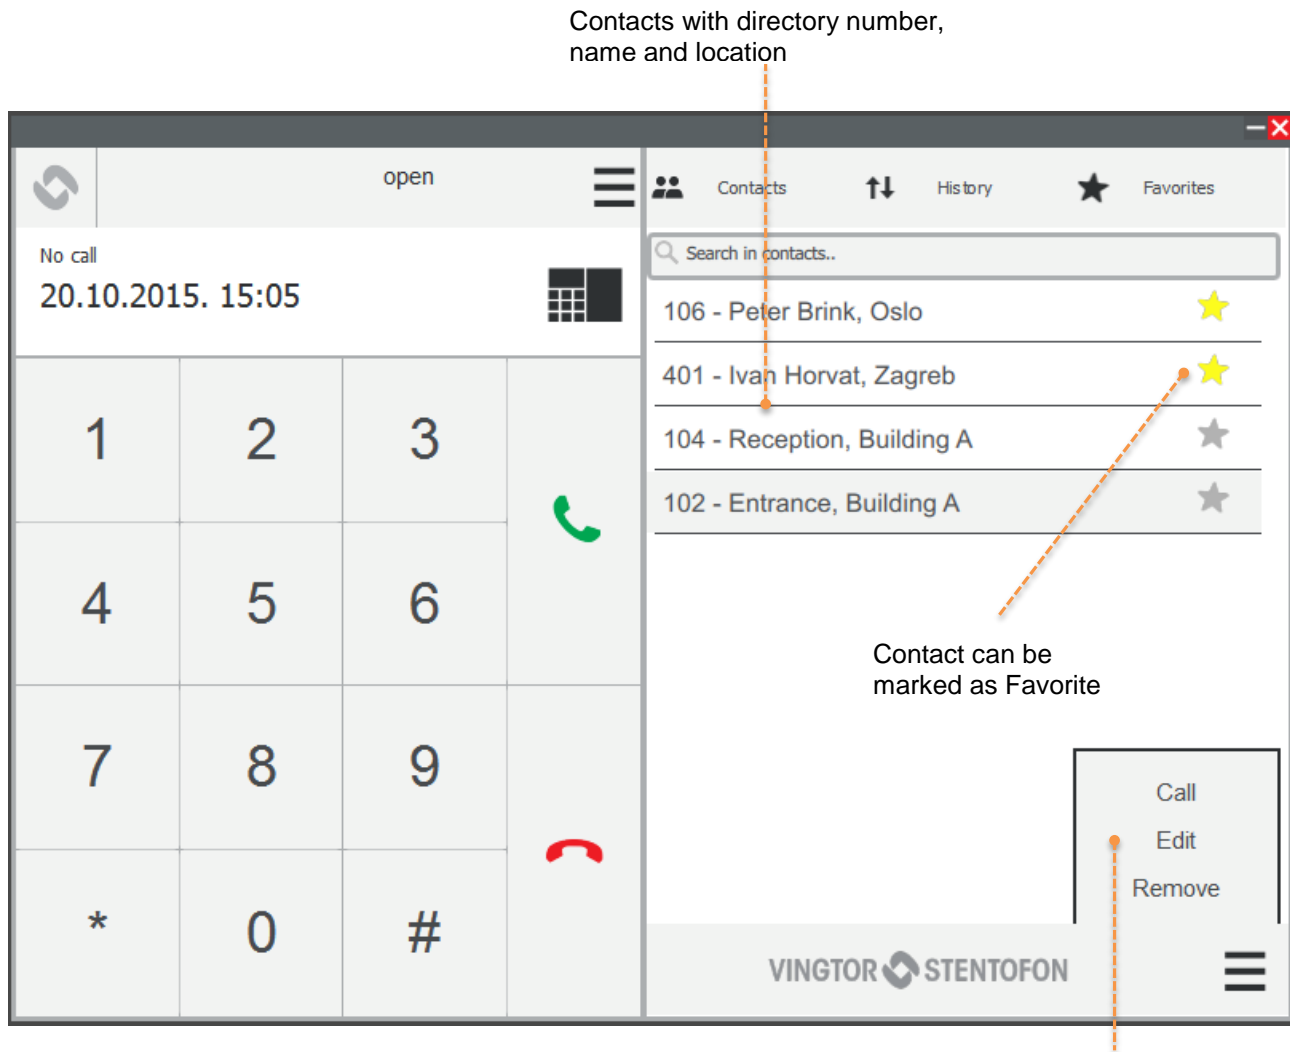 Contacts with directory number,
name and location
open
Contacts
History
Favorites
No call
20.10.2015. 15:05
Search in contacts..
106 - Peter Brink, Oslo
401 - Ivan Horvat, Zagreb
104 - Reception, Building A
102 - Entrance, Building A
1 2 3
4 5 6
7 8 9
* 0 #
Contact can be
marked as Favorite
Call
Edit
Remove
VINGTOR STENTOFON